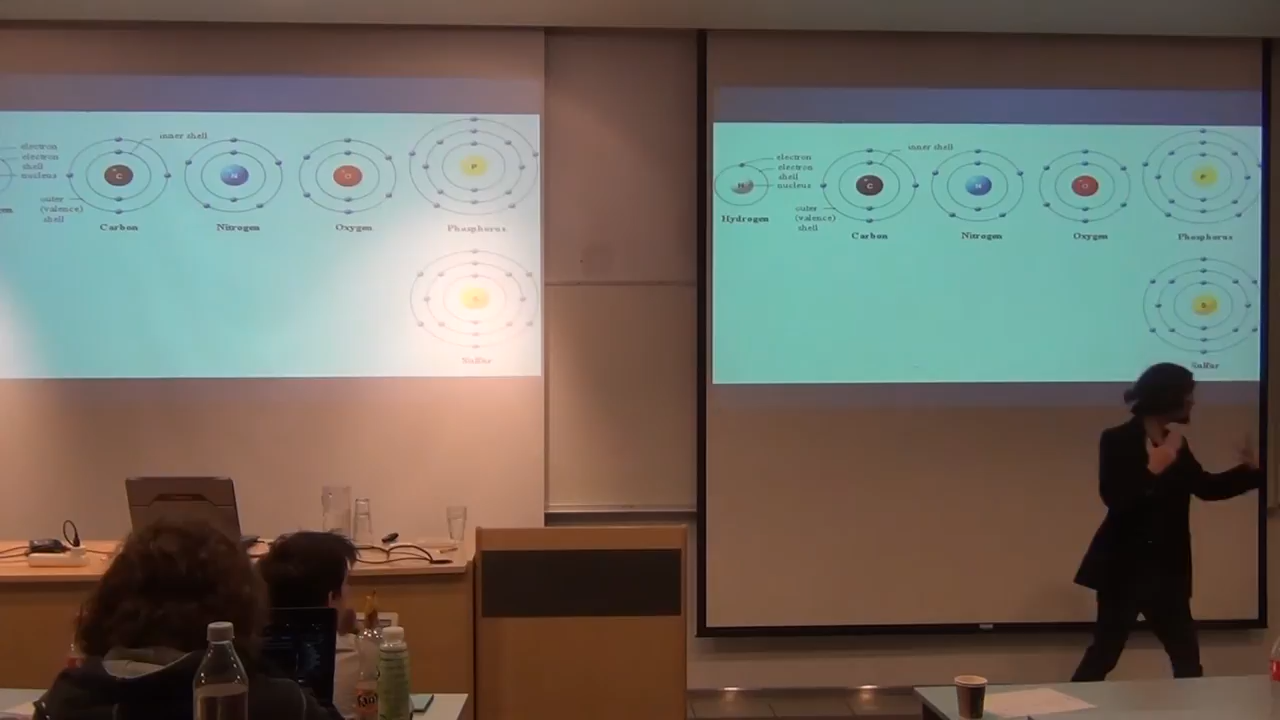 electron
electron
shell
nucleus
inner shell
outer
(valence)
shell
Carbon
Nitrogen
Oxygen
Phosphorus
Sulfur
C
N
O
P
electron
electron
shell
nucleus
inner shell
outer
(valence)
shell
Hydrogen
Carbon
Nitrogen
Oxygen
Phosphorus
Sulfur
H
C
N
O
P
S